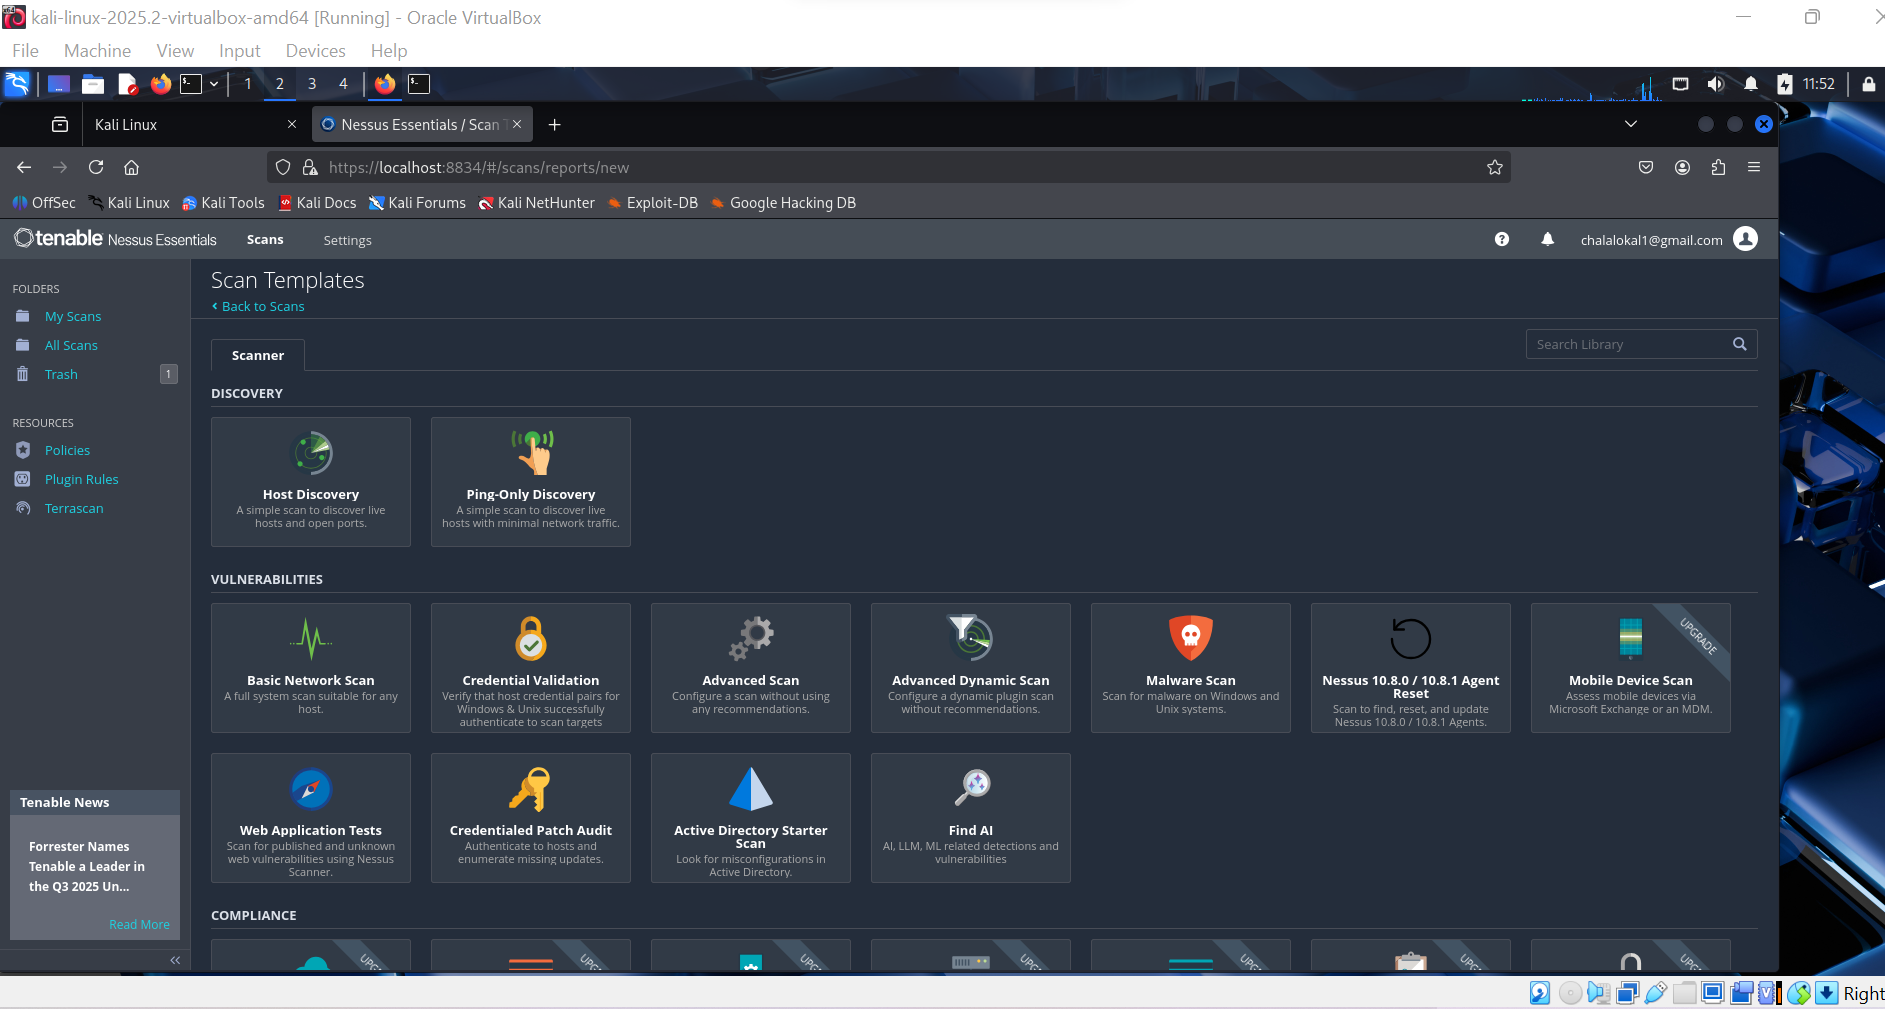 kali-linux-2025.2-virtualbox-amd64 [Running] - Oracle VirtualBox
File Machine View Input Devices Help
1 2 3 4 11:52
Kali Linux
Nessus Essentials / Scan T
https://localhost:8834/#/scans/reports/new
OffSec Kali Linux Kali Tools Kali Docs Kali Forums Kali NetHunter Exploit-DB Google Hacking DB
tenable Nessus Essentials Scans Settings chalalokal1@gmail.com
FOLDERS
My Scans
All Scans
Trash 1
RESOURCES
Policies
Plugin Rules
Terrascan
Tenable News
Forrester Names
Tenable a Leader in
the Q3 2025 Un...
Read More
Scan Templates
Back to Scans
Scanner
Search Library
DISCOVERY
Host Discovery
A simple scan to discover live
hosts and open ports.
Ping-Only Discovery
A simple scan to discover live
hosts with minimal network traffic.
VULNERABILITIES
Basic Network Scan
A full system scan suitable for any
host.
Credential Validation
Verify that host credential pairs for
Windows & Unix successfully
authenticate to scan targets
Advanced Scan
Configure a scan without using
any recommendations.
Advanced Dynamic Scan
Configure a dynamic plugin scan
without recommendations.
Malware Scan
Scan for malware on Windows and
Unix systems.
Nessus 10.8.0 / 10.8.1 Agent
Reset
Scan to find, reset, and update
Nessus 10.8.0 / 10.8.1 Agents.
UPGRADE
Mobile Device Scan
Assess mobile devices via
Microsoft Exchange or an MDM.
Web Application Tests
Scan for published and unknown
web vulnerabilities using Nessus
Scanner.
Credentialed Patch Audit
Authenticate to hosts and
enumerate missing updates.
Active Directory Starter
Scan
Look for misconfigurations in
Active Directory.
Find AI
AI, LLM, ML related detections and
vulnerabilities
COMPLIANCE
UPG
UPG
UPG
UPG
UPG
UPG
UPG
Right